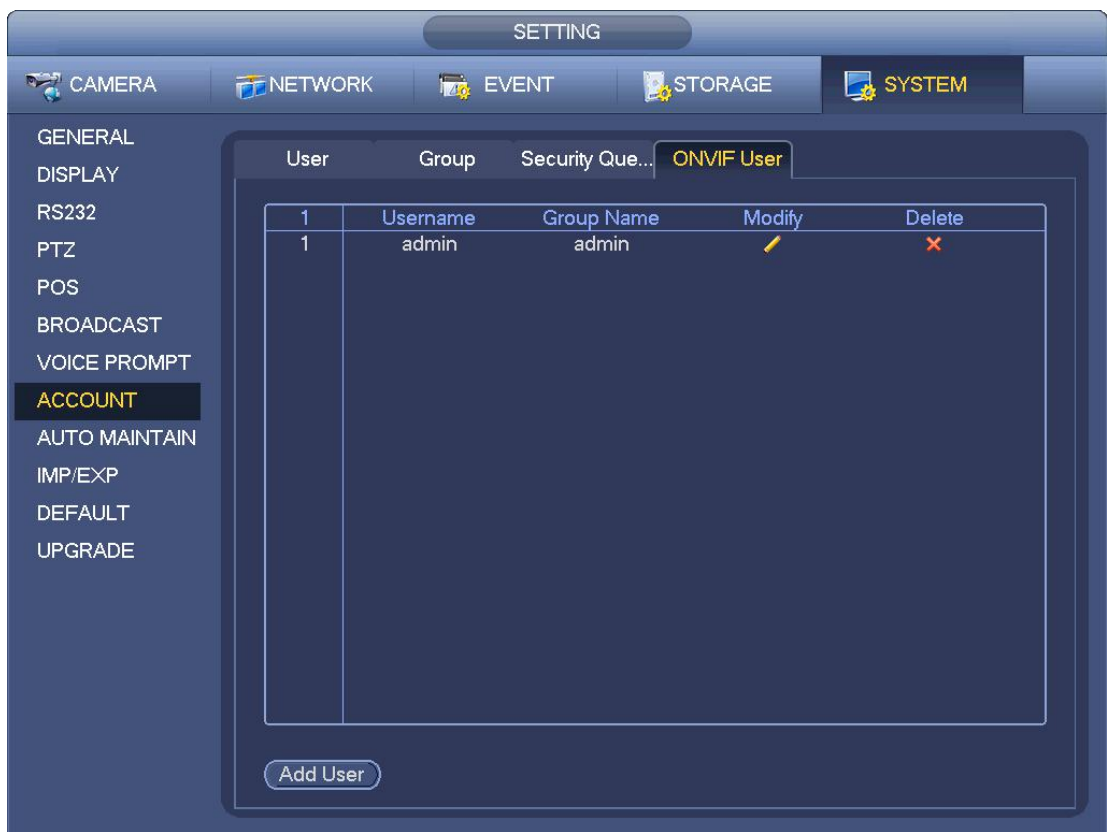 SETTING
CAMERA NETWORK EVENT STORAGE SYSTEM
GENERAL
DISPLAY
RS232
PTZ
POS
BROADCAST
VOICE PROMPT
ACCOUNT
AUTO MAINTAIN
IMP/EXP
DEFAULT
UPGRADE
User Group Security Que... ONVIF User
1 Username Group Name Modify Delete
1 admin admin
Add User